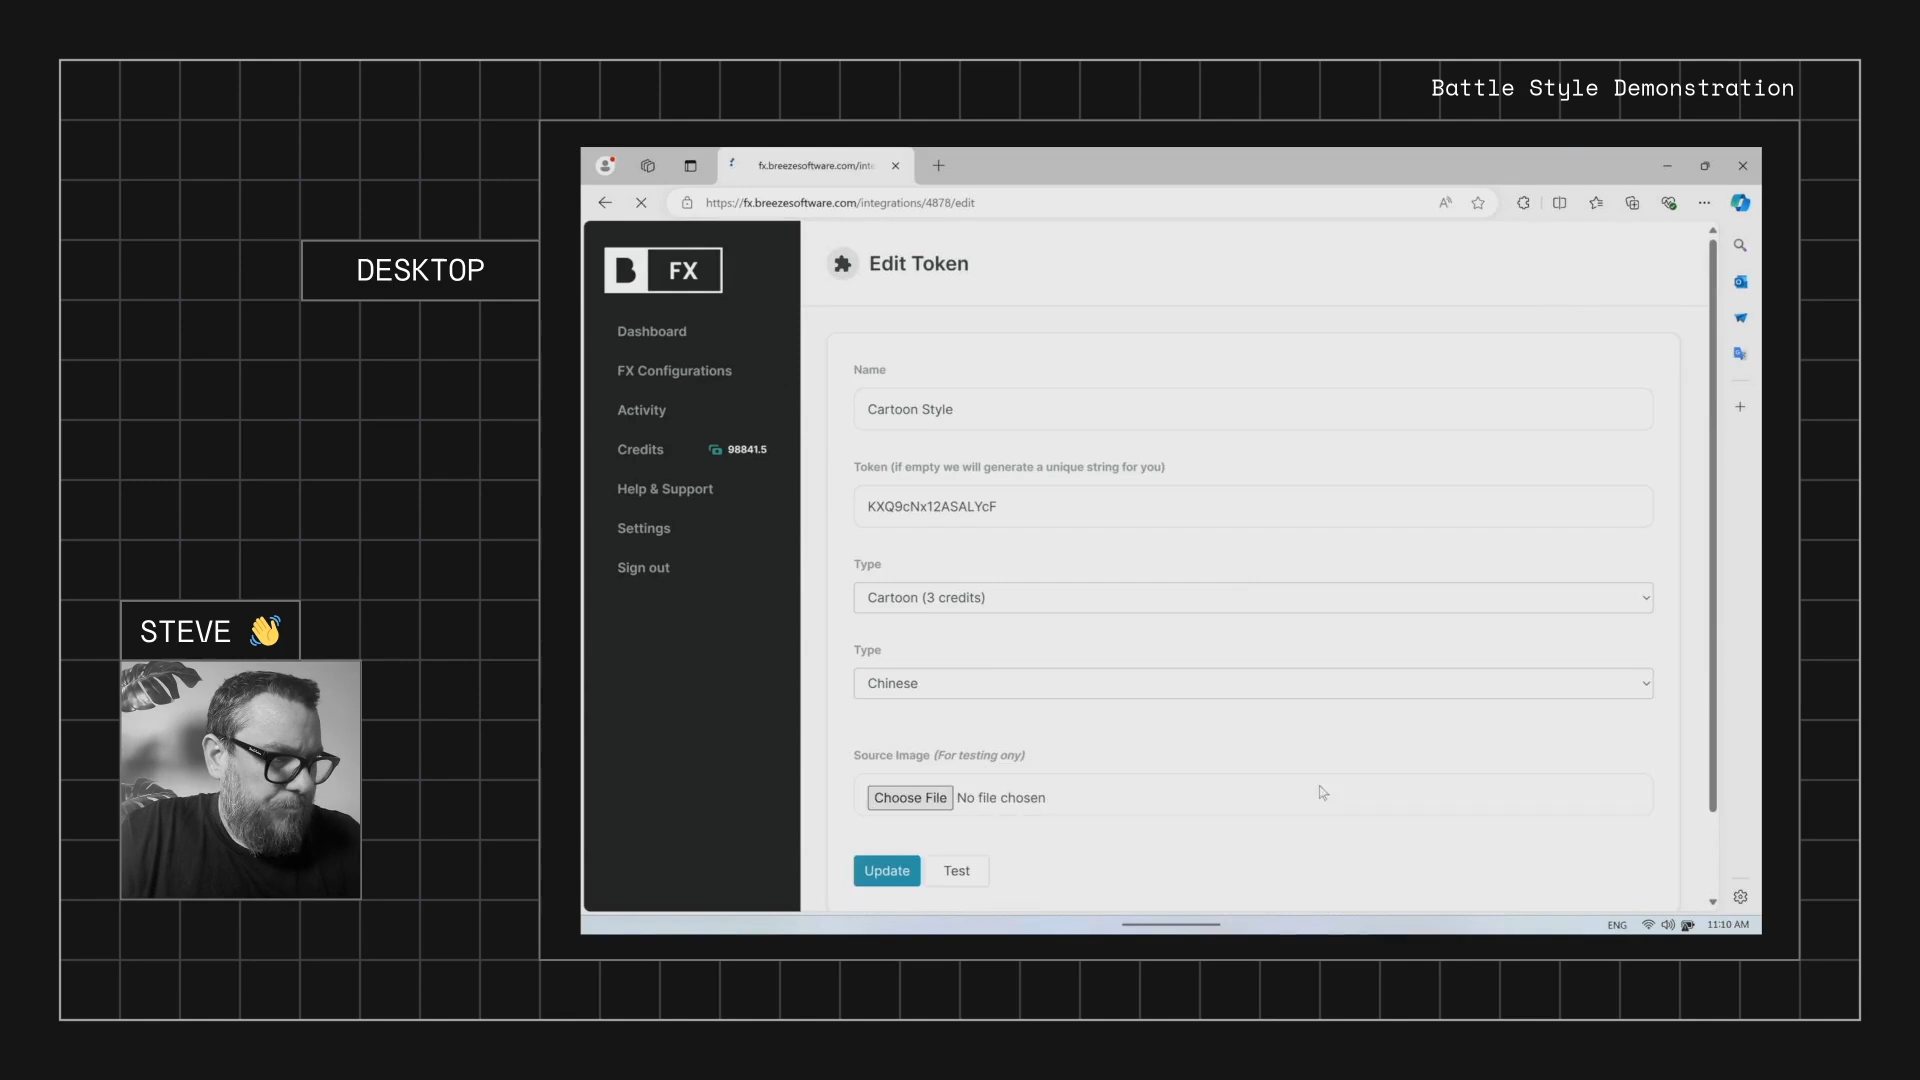 Battle Style Demonstration
DESKTOP
STEVE 👋
fx.breezesoftware.com/inte
https://fx.breezesoftware.com/integrations/4878/edit
B FX
Dashboard
FX Configurations
Activity
Credits 98841.5
Help & Support
Settings
Sign out
Edit Token
Name
Cartoon Style
Token (if empty we will generate a unique string for you)
KXQ9cNx12ASALYcF
Type
Cartoon (3 credits)
Type
Chinese
Source Image (For testing ony)
Choose File No file chosen
Update Test
ENG 11:10 AM